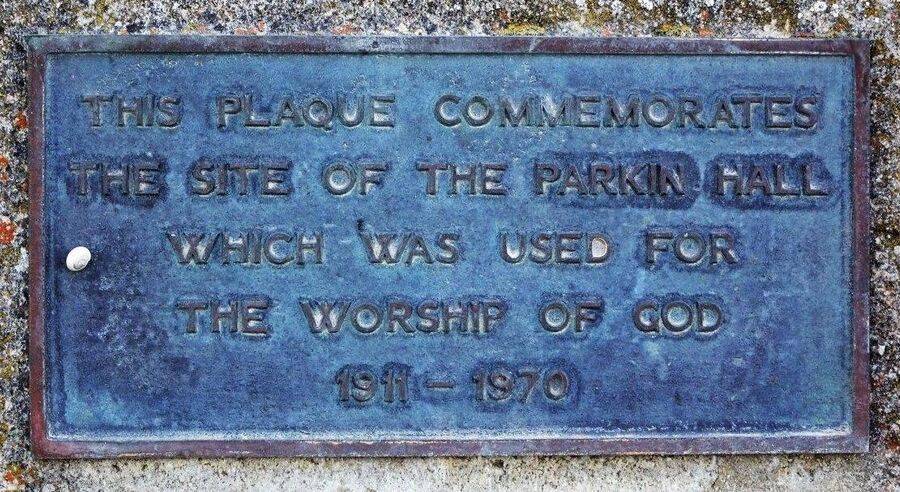 THIS PLAQUE COMMEMORATES
THE SITE OF THE PARKIN HALL
WHICH WAS USED FOR
THE WORSHIP OF GOD
1911 – 1970